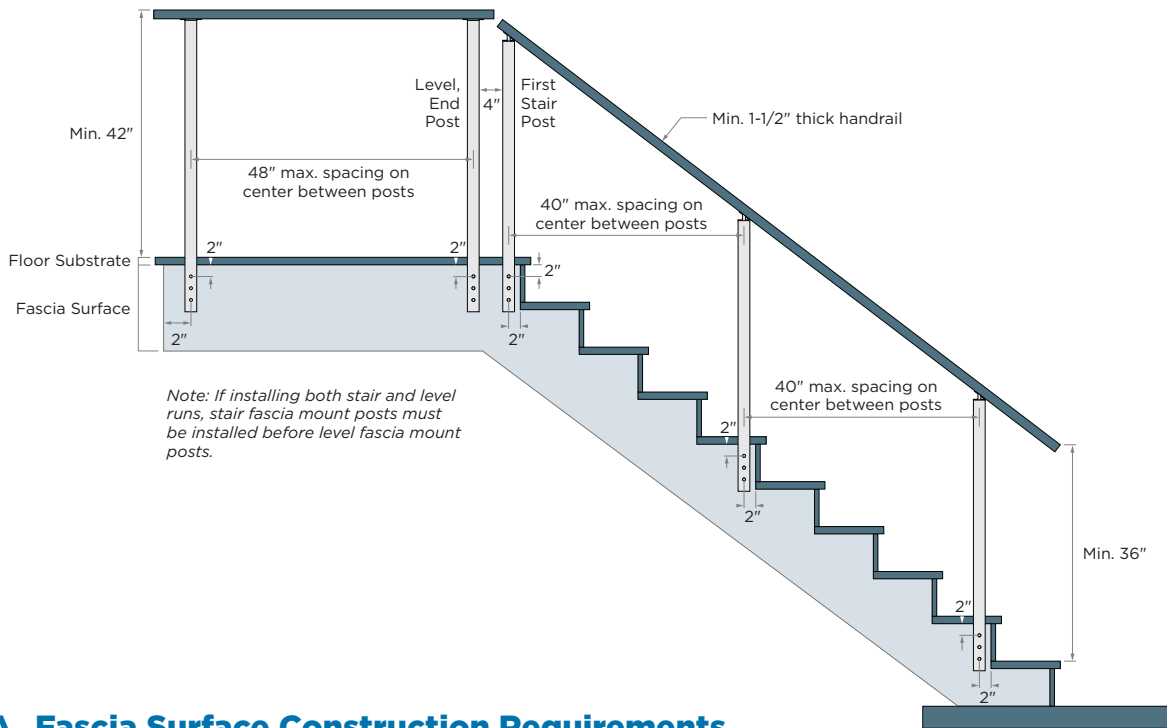 Level,
End
Post
4"
First
Stair
Post
Min. 1-1/2" thick handrail
Min. 42"
48" max. spacing on
center between posts
40" max. spacing on
center between posts
2"
2"
Floor Substrate
2"
Fascia Surface
2"
2"
Note: If installing both stair and level
runs, stair fascia mount posts must
be installed before level fascia mount
posts.
40" max. spacing on
center between posts
2"
2"
Min. 36"
2"
2"
A. Fascia Surface Construction Requirements